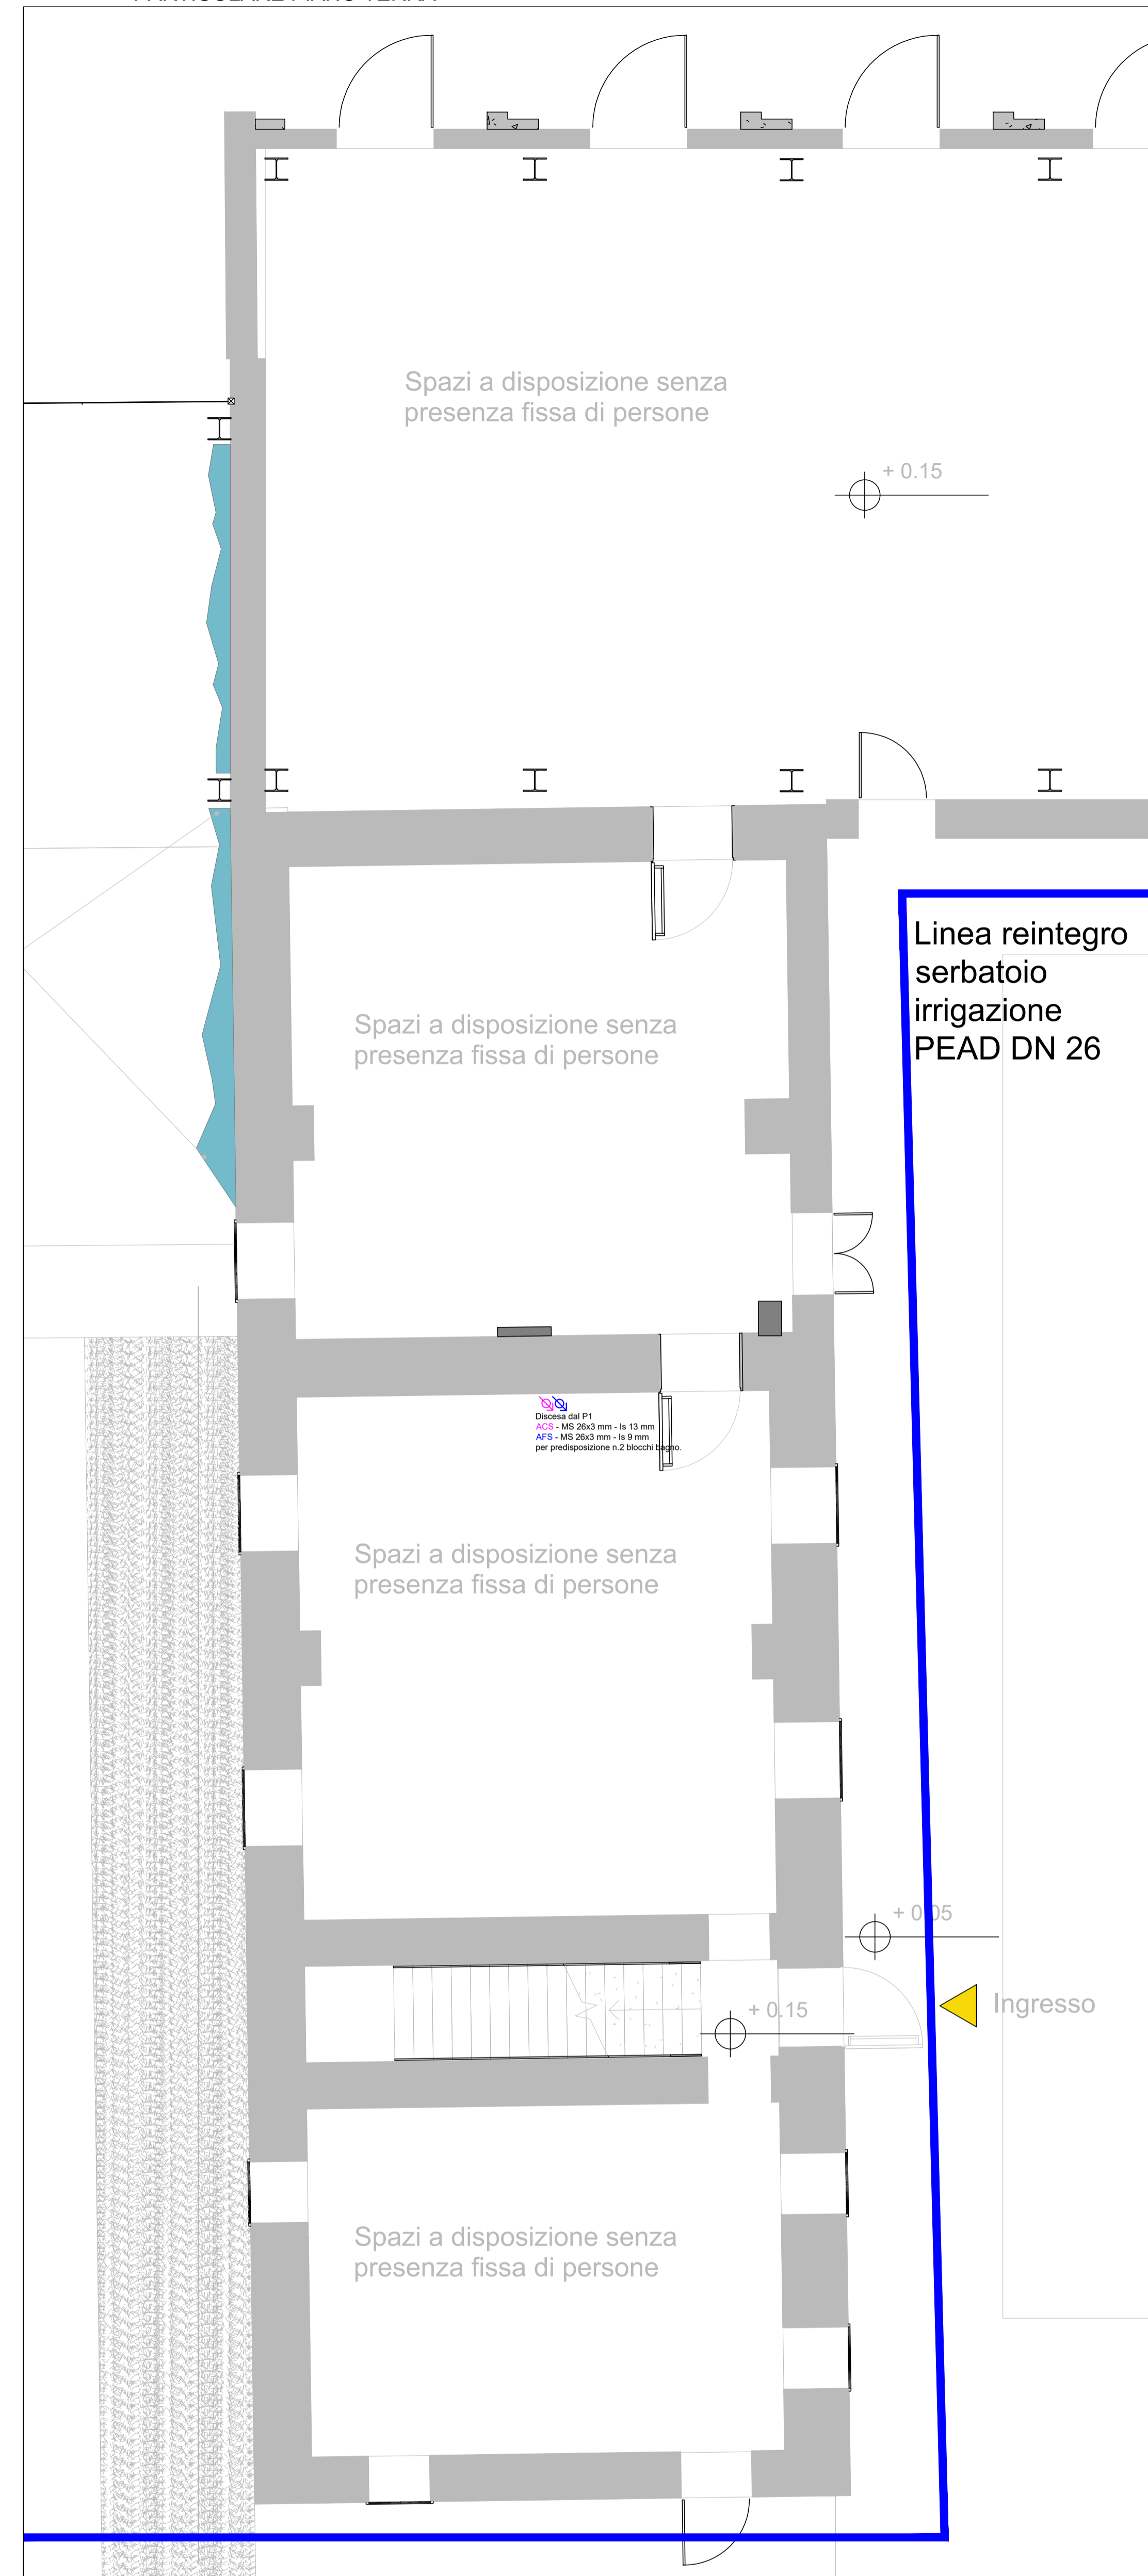 Spazi a disposizione senza
presenza fissa di persone
+ 0.15
Linea reintegro
serbatoio
irrigazione
PEAD DN 26
Spazi a disposizione senza
presenza fissa di persone
Discesa dal P1
ACS - MS 26x3 mm - Is 13 mm
AFS - MS 26x3 mm - Is 9 mm
per predisposizione n.2 blocchi bagno.
Spazi a disposizione senza
presenza fissa di persone
+ 0.05
Ingresso
+ 0.15
Spazi a disposizione senza
presenza fissa di persone